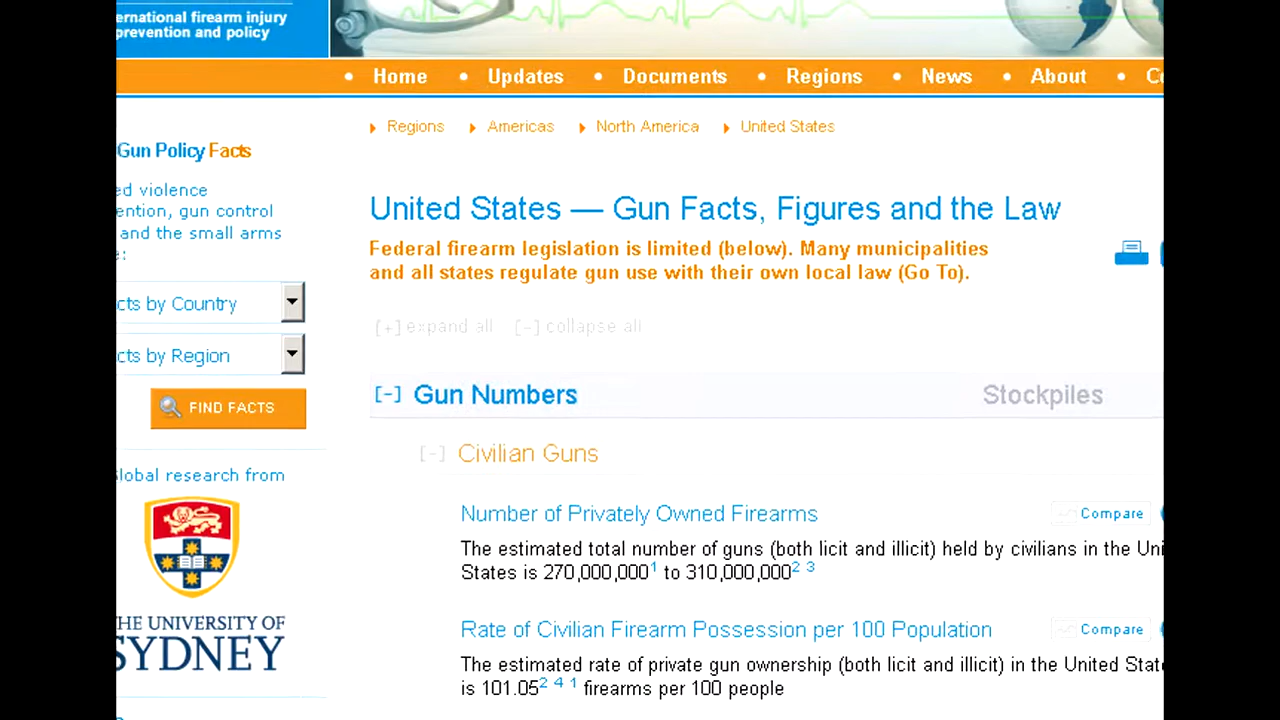 ernational firearm injury
prevention and policy
Home Updates Documents Regions News About
Regions Americas North America United States
Gun Policy Facts
ed violence
ention, gun control
and the small arms
e:
cts by Country
cts by Region
FIND FACTS
Global research from
THE UNIVERSITY OF
SYDNEY
United States — Gun Facts, Figures and the Law
Federal firearm legislation is limited (below). Many municipalities
and all states regulate gun use with their own local law (Go To).
[+] expand all [-] collapse all
[-] Gun Numbers Stockpiles
[-] Civilian Guns
Number of Privately Owned Firearms Compare
The estimated total number of guns (both licit and illicit) held by civilians in the Uni
States is 270,000,000¹ to 310,000,000² ³
Rate of Civilian Firearm Possession per 100 Population Compare
The estimated rate of private gun ownership (both licit and illicit) in the United State
is 101.05² ⁴ ¹ firearms per 100 people